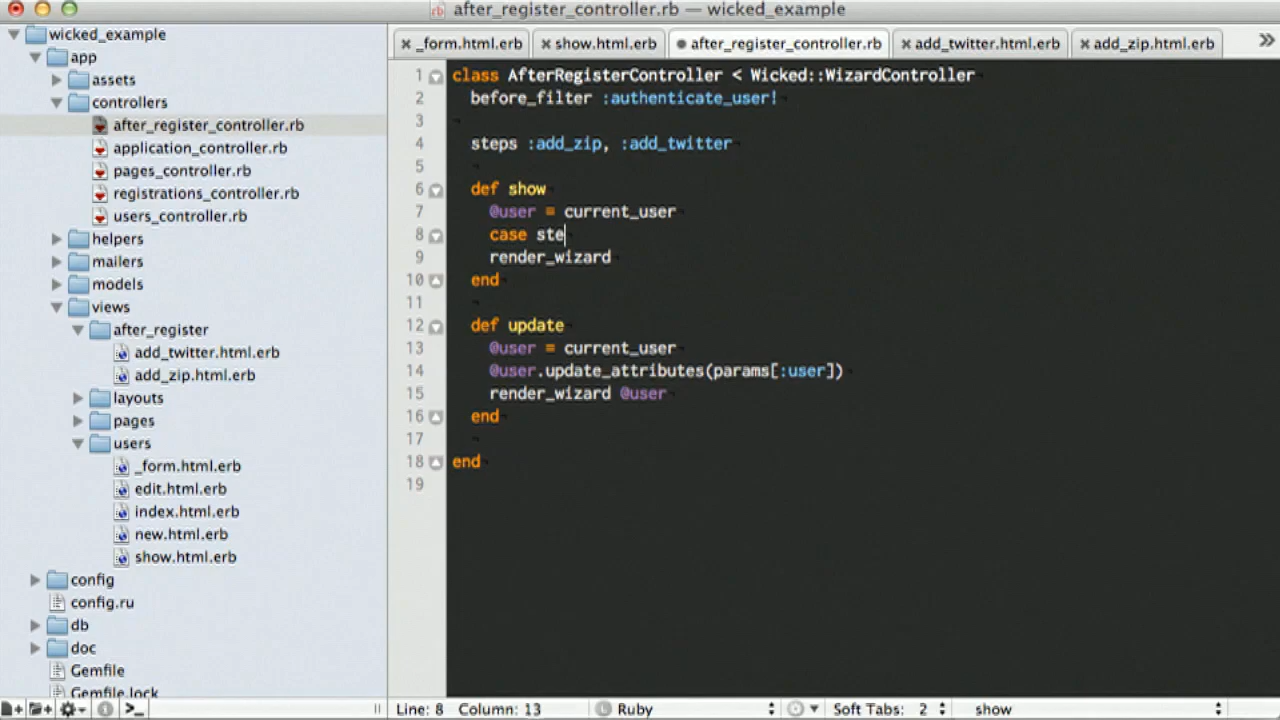 after_register_controller.rb — wicked_example
wicked_example
app
assets
controllers
after_register_controller.rb
application_controller.rb
pages_controller.rb
registrations_controller.rb
users_controller.rb
helpers
mailers
models
views
after_register
add_twitter.html.erb
add_zip.html.erb
layouts
pages
users
_form.html.erb
edit.html.erb
index.html.erb
new.html.erb
show.html.erb
config
config.ru
db
doc
Gemfile
Gemfile.lock
_form.html.erb show.html.erb after_register_controller.rb add_twitter.html.erb add_zip.html.erb
1 class AfterRegisterController < Wicked::WizardController
2 before_filter :authenticate_user!
3
4 steps :add_zip, :add_twitter
5
6 def show
7 @user = current_user
8 case ste
9 render_wizard
10 end
11
12 def update
13 @user = current_user
14 @user.update_attributes(params[:user])
15 render_wizard @user
16 end
17
18 end
19
Line: 8 Column: 13 Ruby Soft Tabs: 2 show